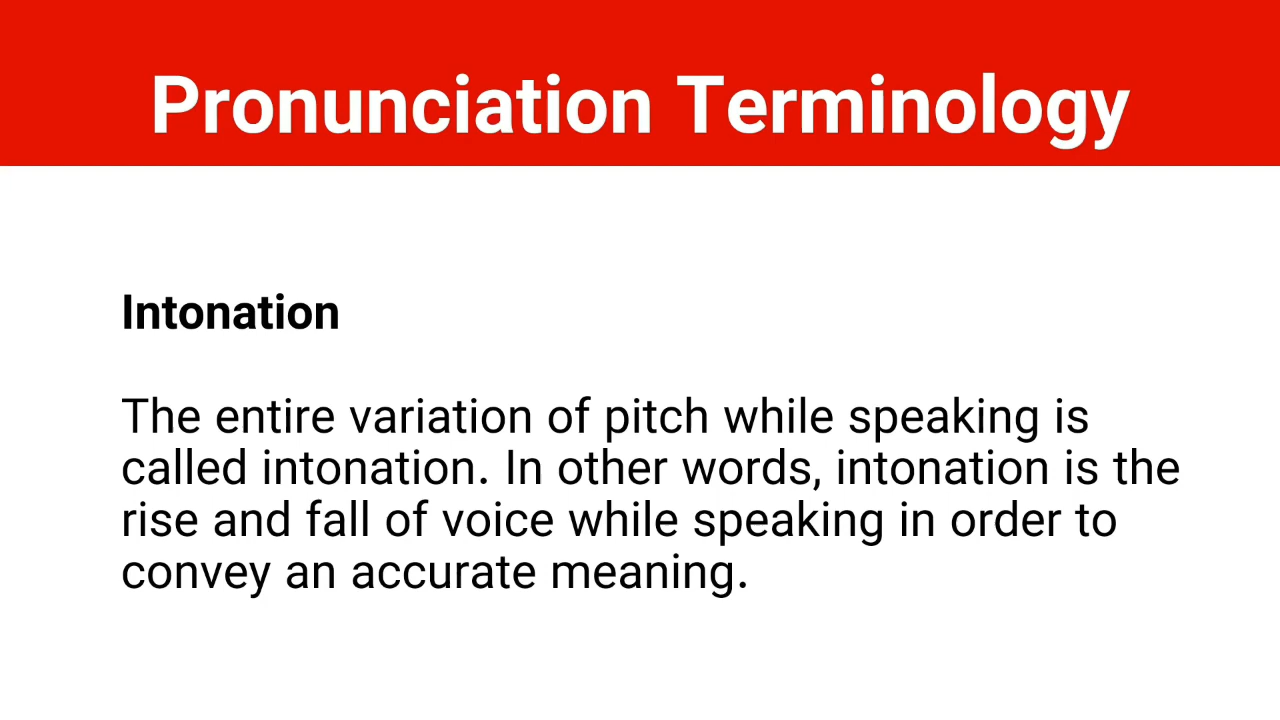 Pronunciation Terminology
Intonation
The entire variation of pitch while speaking is
called intonation. In other words, intonation is the
rise and fall of voice while speaking in order to
convey an accurate meaning.